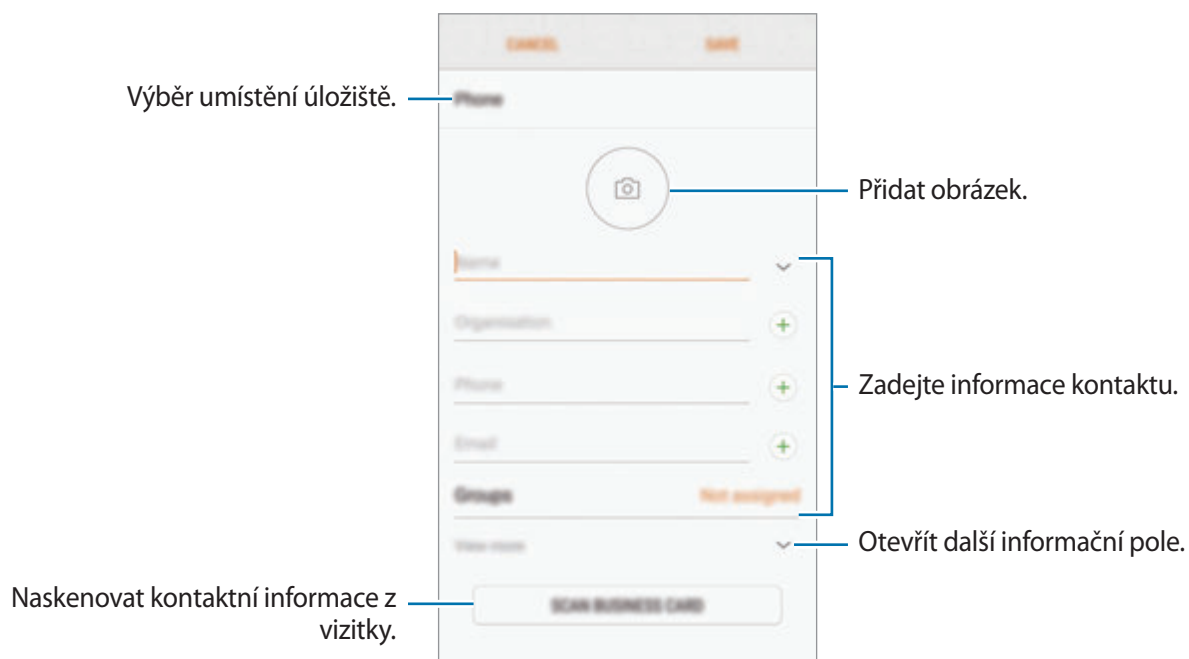 CANCEL SAVE
Výběr umístění úložiště.
Phone
Přidat obrázek.
Name
Organisation
Phone
Zadejte informace kontaktu.
Email
Groups Not assigned
View more
Otevřít další informační pole.
Naskenovat kontaktní informace z
vizitky.
SCAN BUSINESS CARD